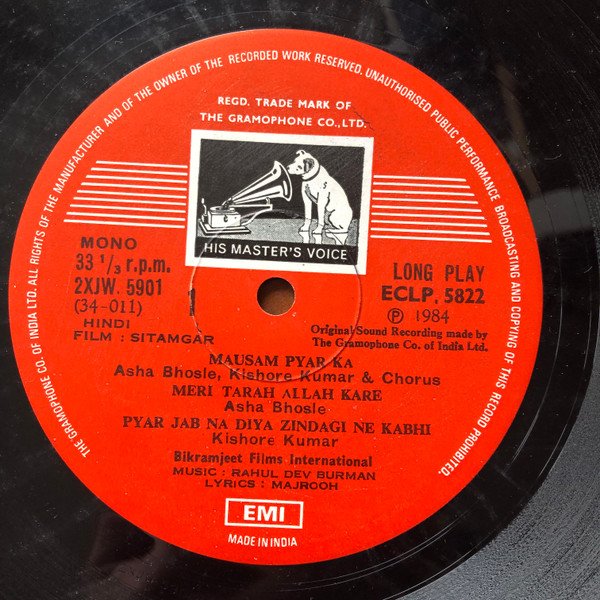 THE GRAMOPHONE CO. OF INDIA LTD. ALL RIGHTS OF THE MANUFACTURER AND OF THE OWNER OF THE RECORDED WORK RESERVED. UNAUTHORISED PUBLIC PERFORMANCE BROADCASTING AND COPYING OF THIS RECORD PROHIBITED.
REGD. TRADE MARK OF
THE GRAMOPHONE CO., LTD.
HIS MASTER'S VOICE
MONO
33 1/3 r.p.m.
2XJW. 5901
(34-011)
HINDI
FILM : SITAMGAR
LONG PLAY
ECLP. 5822
Ⓟ 1984
Original Sound Recording made by
The Gramophone Co. of India Ltd.
MAUSAM PYAR KA
Asha Bhosle, Kishore Kumar & Chorus
MERI TARAH ALLAH KARE
Asha Bhosle
PYAR JAB NA DIYA ZINDAGI NE KABHI
Kishore Kumar
Bikramjeet Films International
MUSIC : RAHUL DEV BURMAN
LYRICS : MAJROOH
EMI
MADE IN INDIA